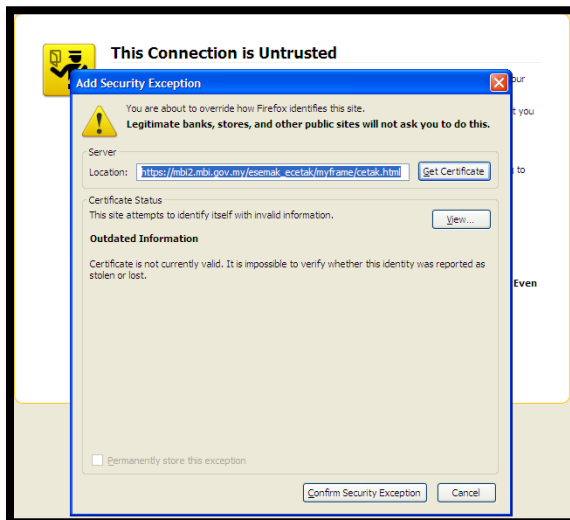 This Connection is Untrusted
Add Security Exception
You are about to override how Firefox identifies this site.
Legitimate banks, stores, and other public sites will not ask you to do this.
Server
Location: https://mbi2.mbi.gov.my/esemak_ecetak/myframe/cetak.html Get Certificate
Certificate Status
This site attempts to identify itself with invalid information.
View...
Outdated Information
Certificate is not currently valid. It is impossible to verify whether this identity was reported as
stolen or lost.
Permanently store this exception
Confirm Security Exception Cancel
t you
to
Even